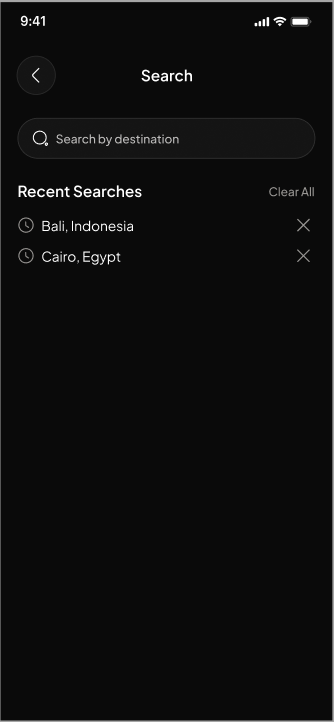 9:41
Search
Search by destination
Recent Searches Clear All
Bali, Indonesia
Cairo, Egypt